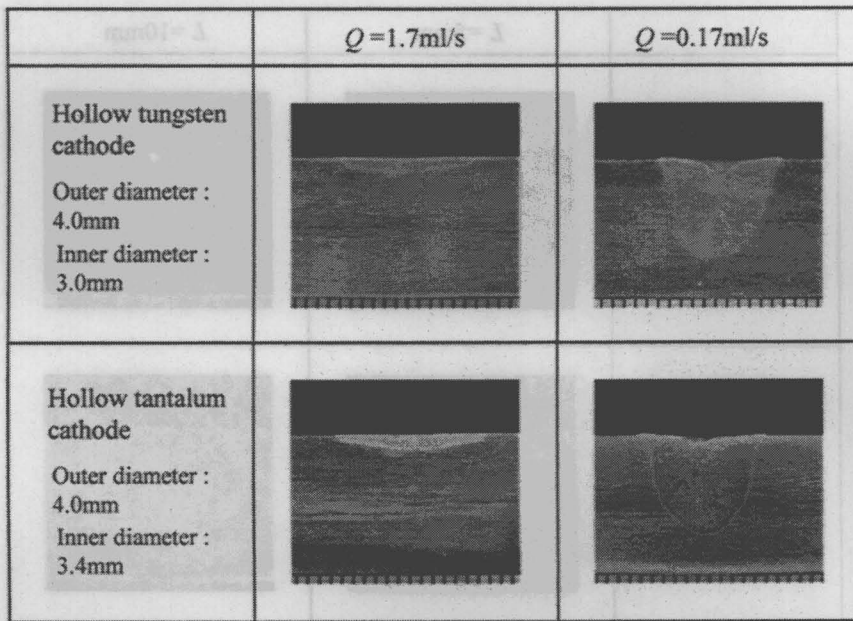 Q =1.7ml/s
Q =0.17ml/s
Hollow tungsten
cathode
Outer diameter :
4.0mm
Inner diameter :
3.0mm
Hollow tantalum
cathode
Outer diameter :
4.0mm
Inner diameter :
3.4mm